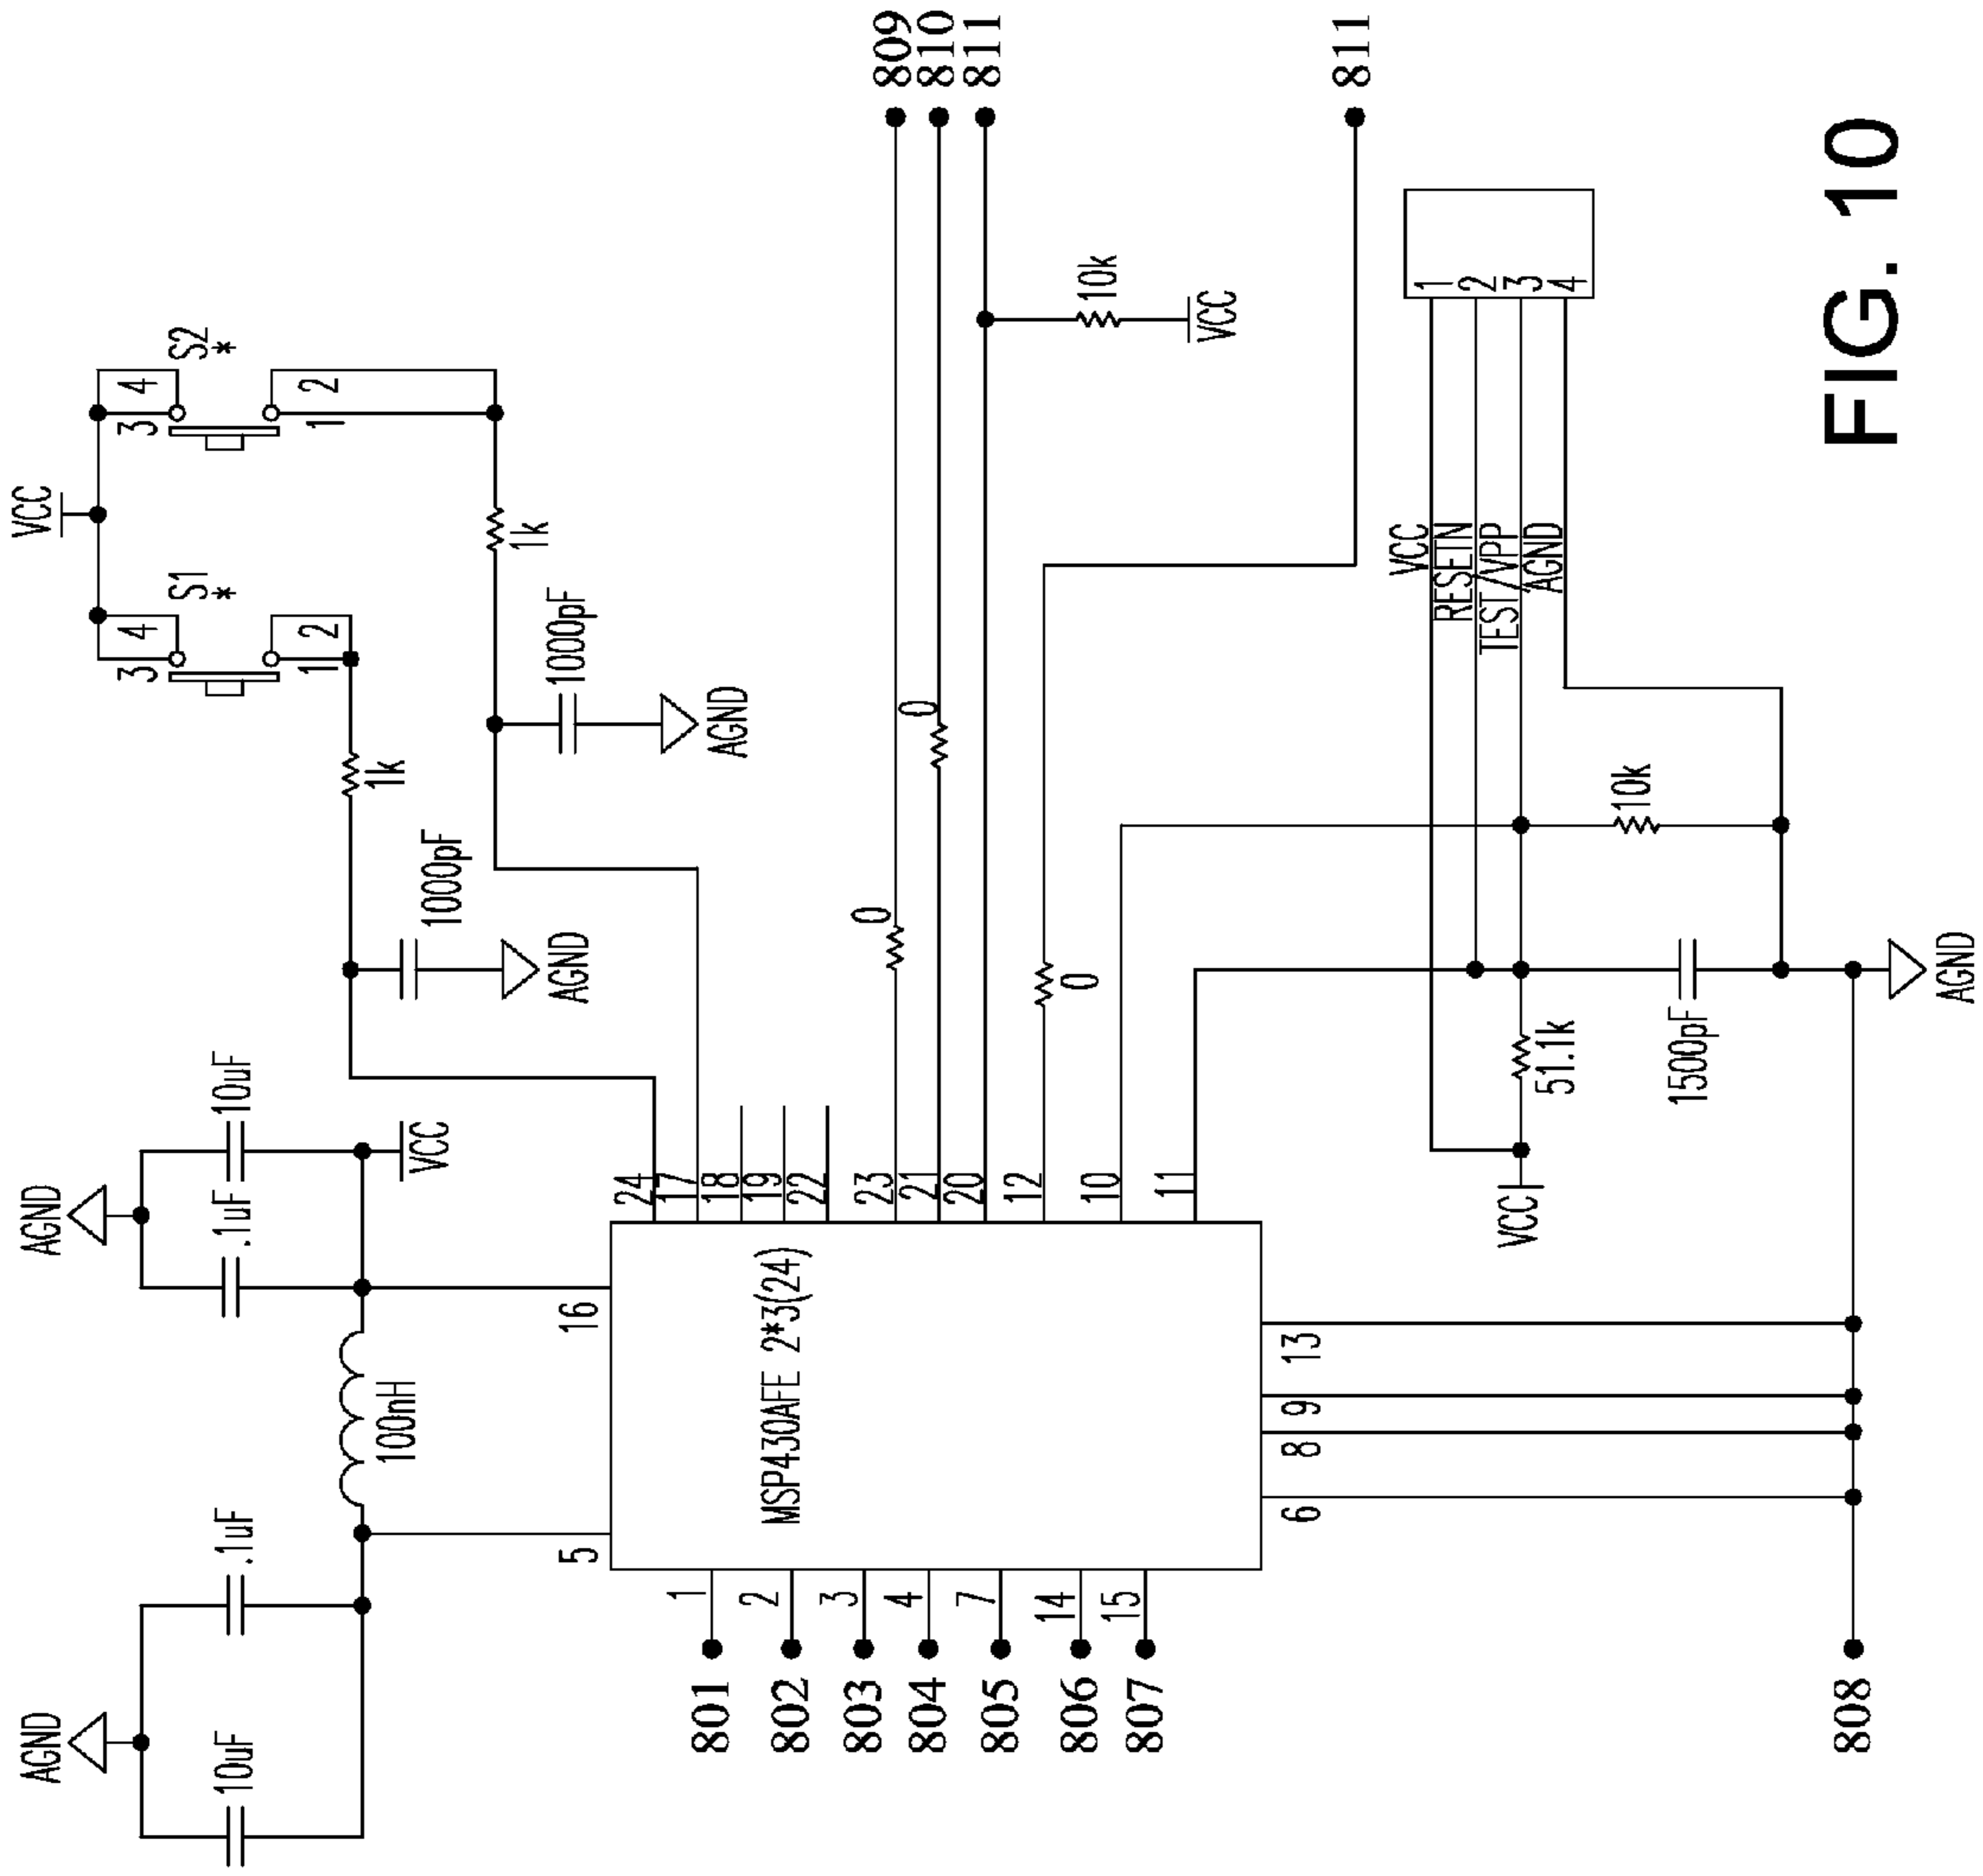 AGND
10uF
.1uF
100nH
AGND
.1uF
10uF
VCC
VCC
S1
*
3
4
1
2
S2
*
3
4
1
2
1k
1000pF
AGND
1k
1000pF
AGND
5
16
MSP430AFE 2*3(24)
24
17
18
19
22
23
21
20
12
10
11
1
2
3
4
7
14
15
6
8
9
13
801
802
803
804
805
806
807
808
0
0
0
809
810
811
10k
VCC
811
VCC
RESETN
TEST/VPP
AGND
1
2
3
4
VCC
51.1k
10k
1500pF
AGND
FIG. 10